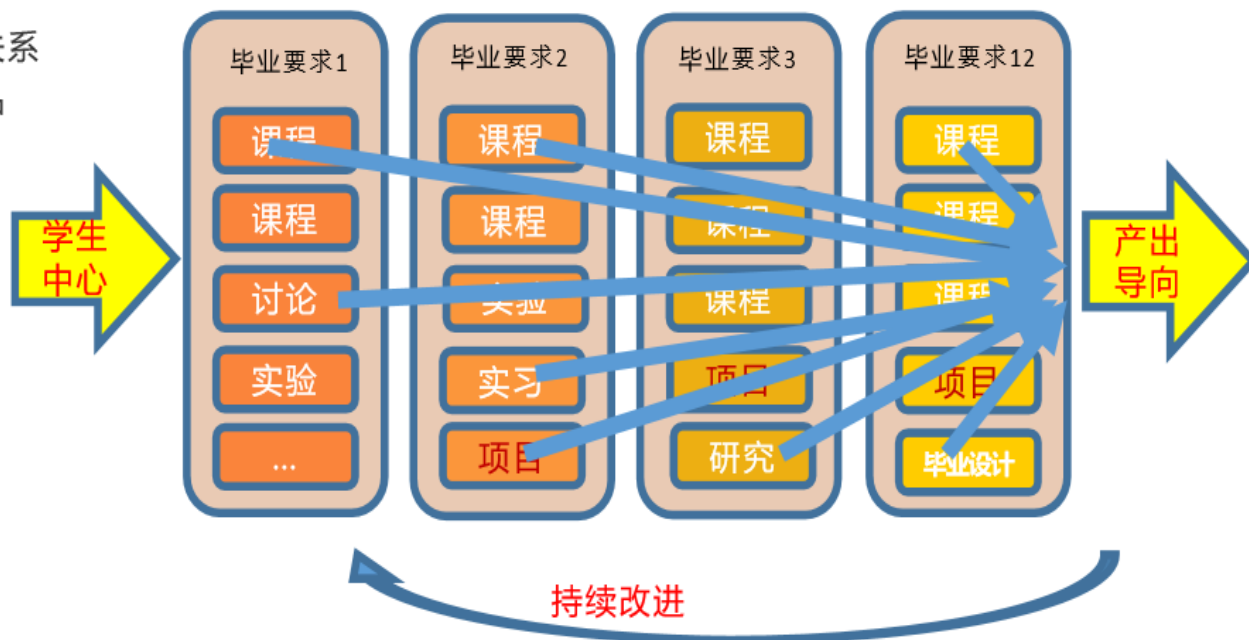 系
学生
中心
毕业要求1
课程
课程
讨论
实验
...
毕业要求2
课程
课程
实验
实习
项目
毕业要求3
课程
课程
课程
项目
研究
毕业要求12
课程
课程
课程
项目
毕业设计
产出
导向
持续改进